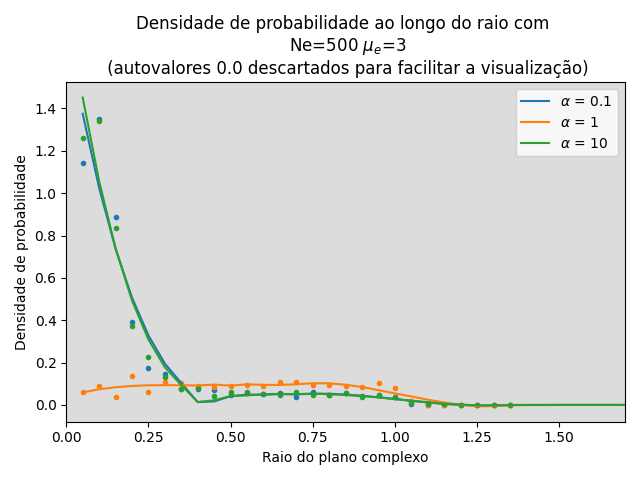 Densidade de probabilidade ao longo do raio com
Ne=500 μe=3
(autovalores 0.0 descartados para facilitar a visualização)
Densidade de probabilidade
1.4
1.2
1.0
0.8
0.6
0.4
0.2
0.0
α = 0.1
α = 1
α = 10
0.00 0.25 0.50 0.75 1.00 1.25 1.50
Raio do plano complexo